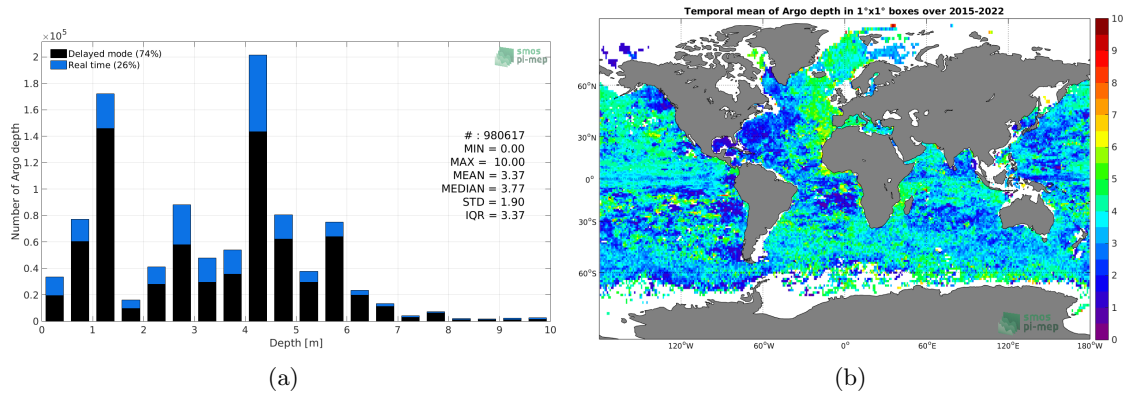 ×10⁵
Delayed mode (74%)
Real time (26%)
smos
pi-mep
2
1.8
1.6
1.4
1.2
1
0.8
0.6
0.4
0.2
0
Number of Argo depth
# : 980617
MIN = 0.00
MAX = 10.00
MEAN = 3.37
MEDIAN = 3.77
STD = 1.90
IQR = 3.37
0 1 2 3 4 5 6 7 8 9 10
Depth [m]
(a)
Temporal mean of Argo depth in 1°x1° boxes over 2015-2022
60°N
30°N
0°
30°S
60°S
120°W 60°W 0° 60°E 120°E 180°W
smos
pi-mep
10
9
8
7
6
5
4
3
2
1
0
(b)